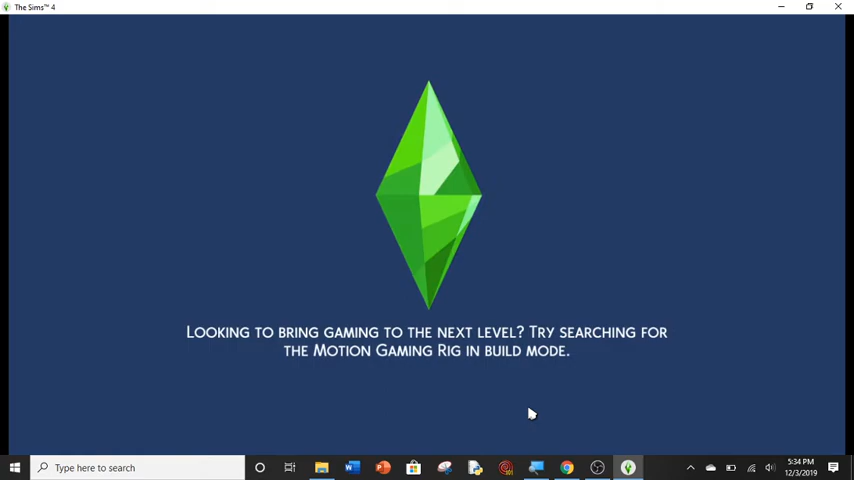 The Sims™ 4
Looking to bring gaming to the next level? Try searching for
the Motion Gaming Rig in build mode.
Type here to search
5:34 PM
12/3/2019